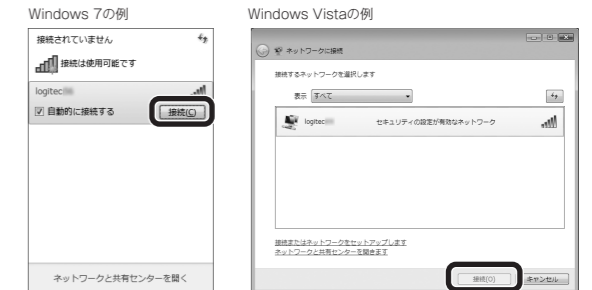 Windows 7の例
接続されていません
接続は使用可能です
logitec
自動的に接続する
接続(C)
ネットワークと共有センターを開く
Windows Vistaの例
ネットワークに接続
接続するネットワークを選択します
表示 すべて
logitec セキュリティの設定が有効なネットワーク
接続またはネットワークをセットアップします
ネットワークと共有センターを開きます
接続(O) キャンセル